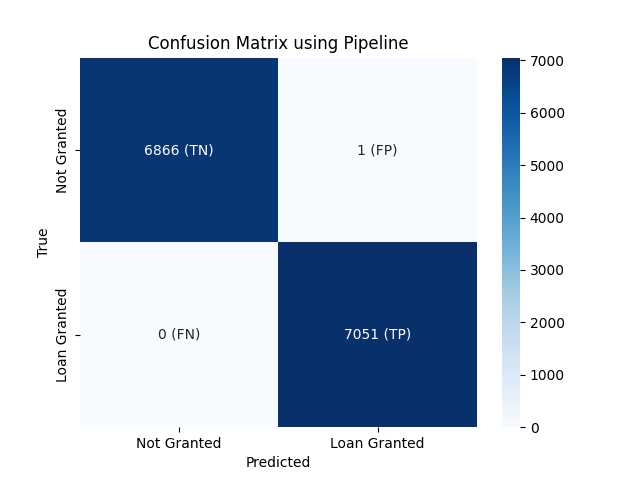 Confusion Matrix using Pipeline
True
Not Granted
6866 (TN)
1 (FP)
Loan Granted
0 (FN)
7051 (TP)
Not Granted
Loan Granted
Predicted
7000
6000
5000
4000
3000
2000
1000
0